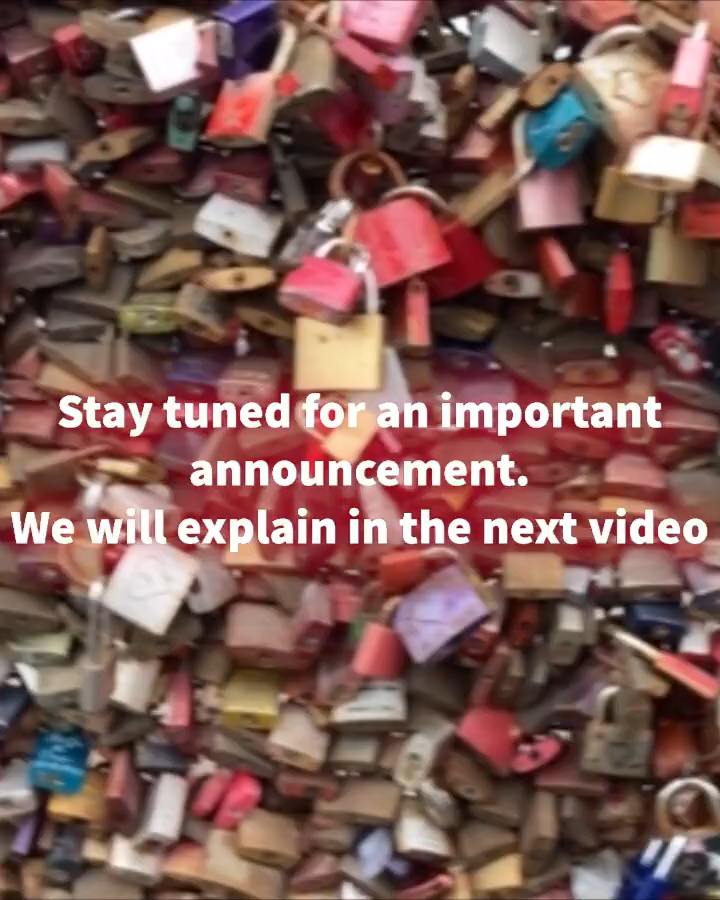 Stay tuned for an important
announcement.
We will explain in the next video